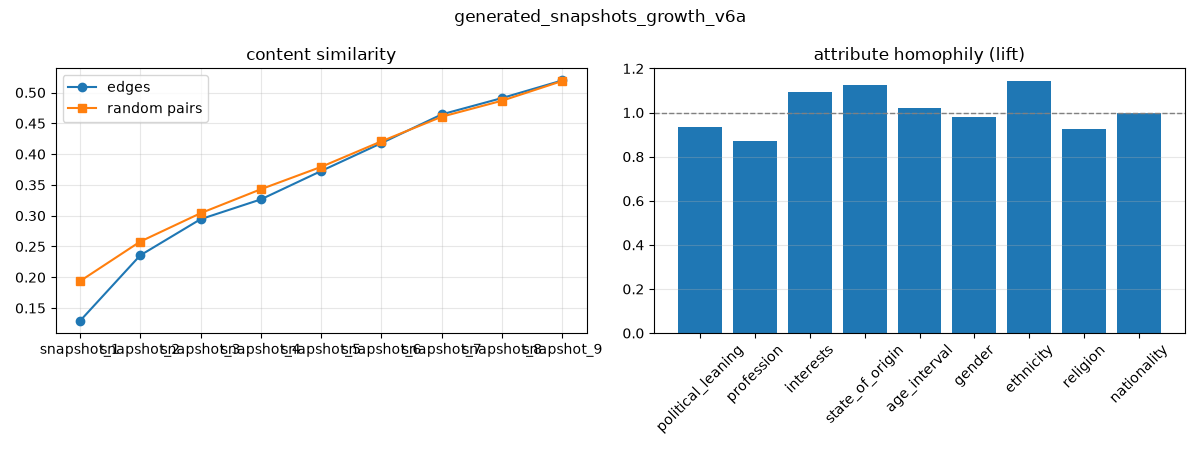 generated_snapshots_growth_v6a
content similarity
edges
random pairs
0.50
0.45
0.40
0.35
0.30
0.25
0.20
0.15
snapshot_1
snapshot_2
snapshot_3
snapshot_4
snapshot_5
snapshot_6
snapshot_7
snapshot_8
snapshot_9
attribute homophily (lift)
1.2
1.0
0.8
0.6
0.4
0.2
0.0
political_leaning
profession
interests
state_of_origin
age_interval
gender
ethnicity
religion
nationality